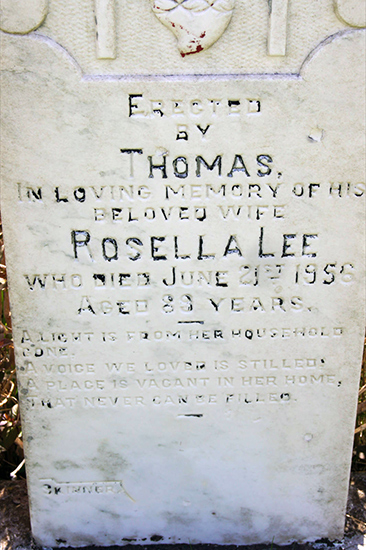 ERECTED
BY
THOMAS,
IN LOVING MEMORY OF HIS
BELOVED WIFE
ROSELLA LEE
WHO DIED JUNE 21ST 1956
AGED 83 YEARS.
A LIGHT IS FROM HER HOUSEHOLD
GONE.
A VOICE WE LOVED IS STILLED;
A PLACE IS VACANT IN HER HOME,
THAT NEVER CAN BE FILLED.
SKINNER